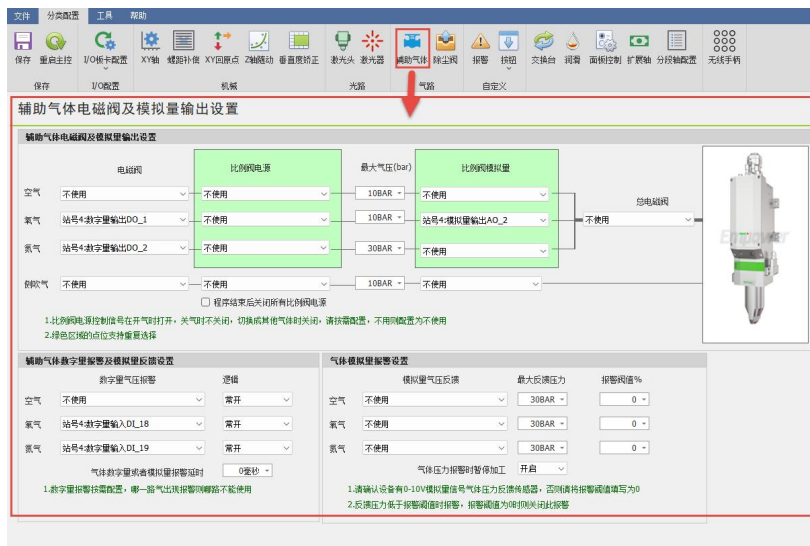 文件 分类配置 工具 帮助
保存 重启主控 I/O板卡配置 XY轴 螺距补偿 XY回原点 Z轴随动 垂直度矫正 激光头 激光器 辅助气体 除尘阀 报警 按钮 交换台 润滑 面板控制 扩展轴 分段轴配置 无线手柄
保存 I/O配置 机械 光路 气路 自定义
辅助气体电磁阀及模拟量输出设置
辅助气体电磁阀及模拟量输出设置
电磁阀 比例阀电源 最大气压(bar) 比例阀模拟量
总电磁阀
空气 不使用 不使用 10BAR 不使用
氧气 站号4:数字量输出DO_1 不使用 10BAR 站号4:模拟量输出AO_2 不使用
氮气 站号4:数字量输出DO_2 不使用 30BAR 不使用
Empower
侧吹气 不使用 不使用 10BAR 不使用
程序结束后关闭所有比例阀电源
1.比例阀电源控制信号在开气时打开，关气时不关闭，切换成其他气体时关闭，请按需配置，不用则配置为不使用
2.绿色区域的点位支持重复选择
辅助气体数字量报警及模拟量反馈设置 气体模拟量报警设置
数字量气压报警 逻辑 模拟量气压反馈 最大反馈压力 报警阀值%
空气 不使用 常开 空气 不使用 30BAR 0
氧气 站号4:数字输入DI_18 常开 氧气 不使用 30BAR 0
氮气 站号4:数字输入DI_19 常开 氮气 不使用 30BAR 0
气体数字量或者模拟量报警延时 0毫秒 气体压力报警时暂停加工 开启
1.数字量报警按需配置，哪一路气出现报警则哪路不能使用 1.请确认设备有0-10V模拟量信号气体压力反馈传感器，否则请将报警阀值填写为0
2.反馈压力低于报警阀值时报警，报警阀值为0时则关闭此报警